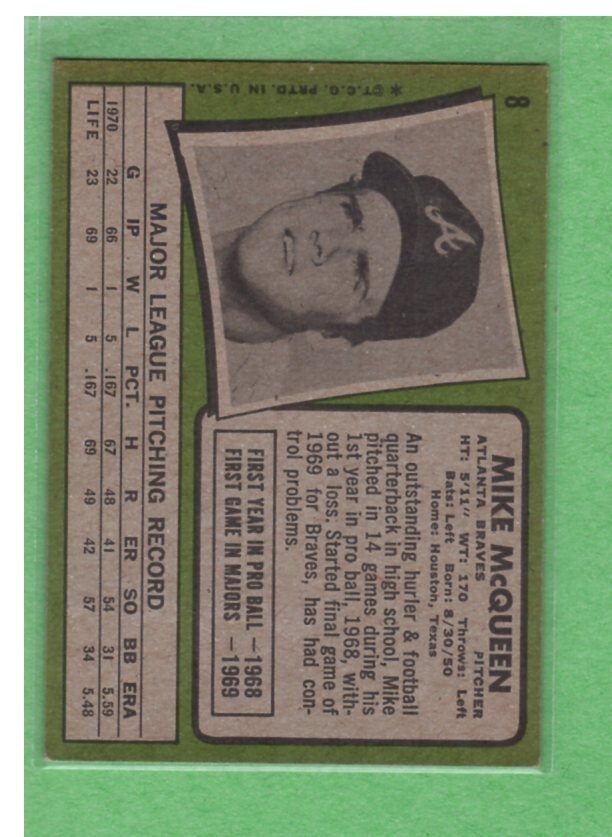 8
*©T.C.G. PRTD. IN U.S.A.
A
MIKE McQUEEN
ATLANTA BRAVES PITCHER
HT: 5'11" WT: 170 Throws: Left
Bats: Left Born: 8/30/50
Home: Houston, Texas
An outstanding hurler & football
quarterback in high school, Mike
pitched in 14 games during his
1st year in pro ball, 1968, with-
out a loss. Started final game of
1969 for Braves, has had con-
trol problems.
FIRST YEAR IN PRO BALL — 1968
FIRST GAME IN MAJORS — 1969
MAJOR LEAGUE PITCHING RECORD
G IP W L PCT. H R ER SO BB ERA
1970 22 66 1 5 .167 67 48 41 54 31 5.59
LIFE 23 69 1 5 .167 69 49 42 57 34 5.48